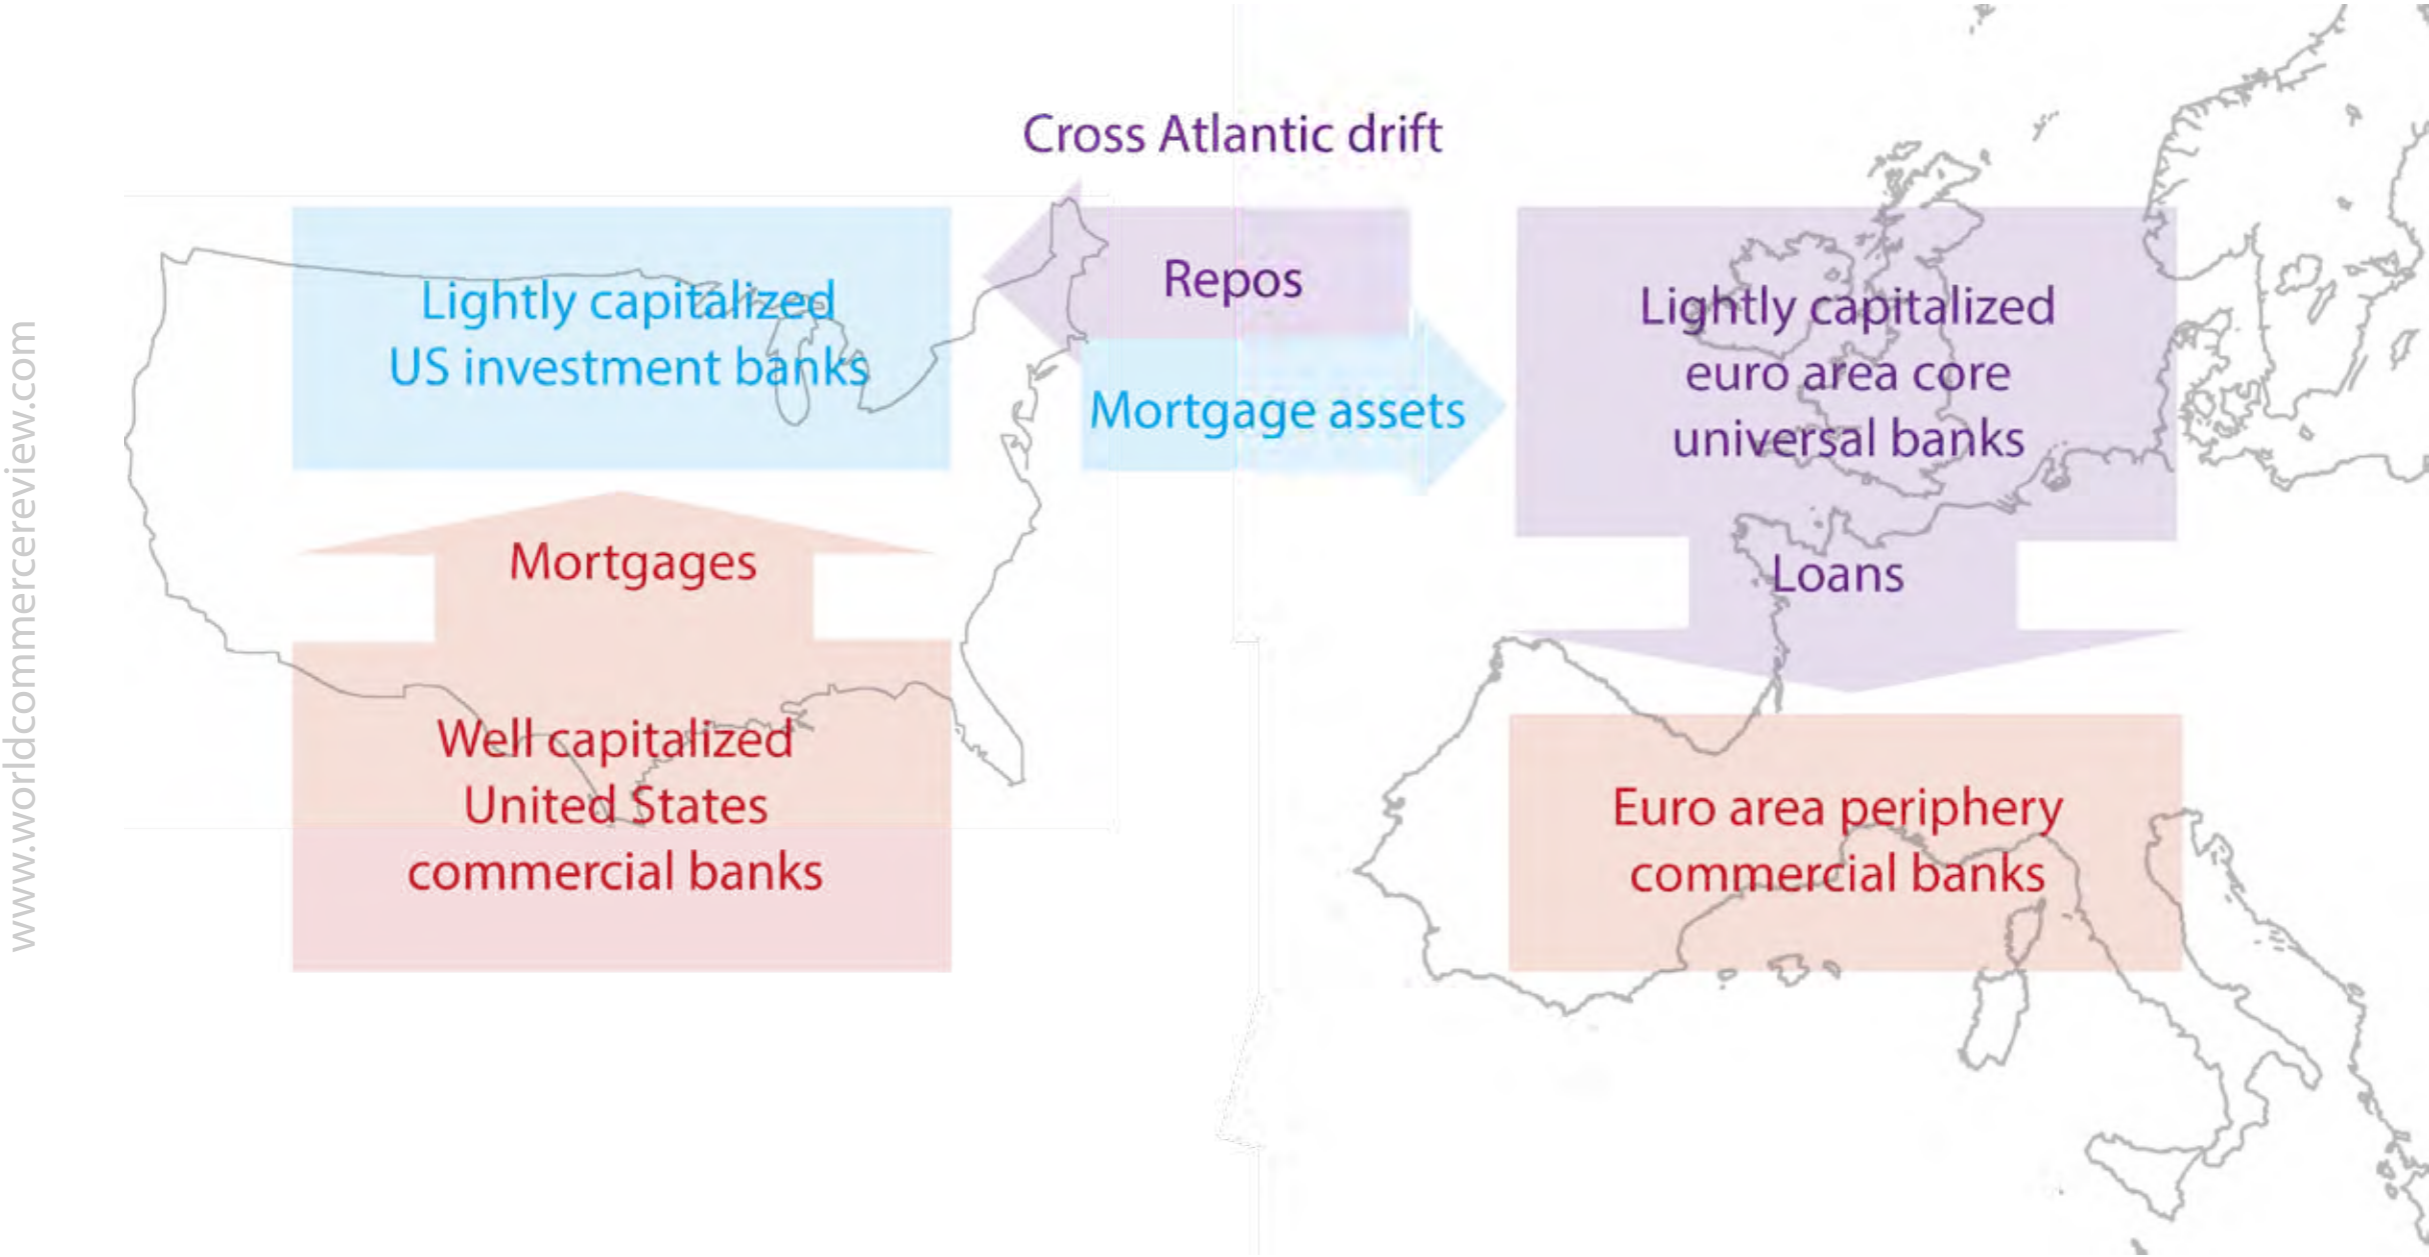 www.worldcommercereview.com
Cross Atlantic drift
Lightly capitalized
US investment banks
Repos
Mortgage assets
Lightly capitalized
euro area core
universal banks
Mortgages
Loans
Well capitalized
United States
commercial banks
Euro area periphery
commercial banks